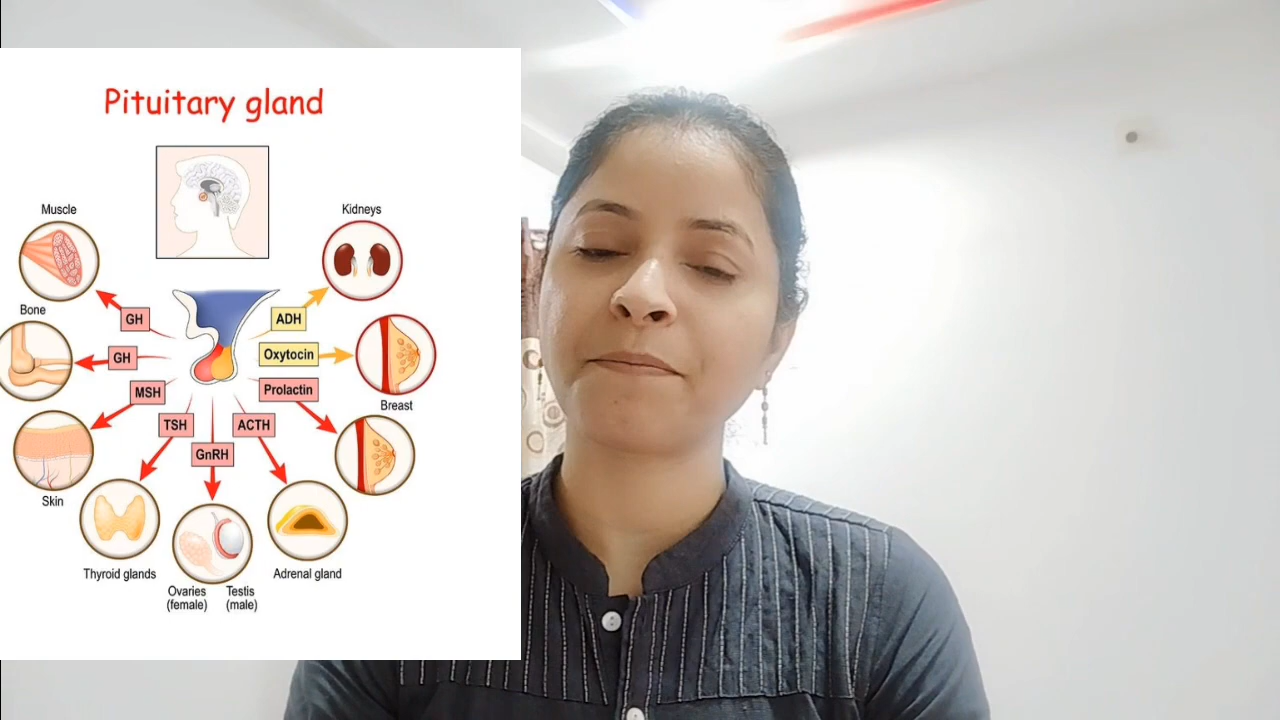 Pituitary gland
Muscle
Kidneys
Bone
GH
ADH
GH
Oxytocin
MSH
Prolactin
Breast
TSH
ACTH
GnRH
Skin
Thyroid glands
Adrenal gland
Ovaries
(female)
Testis
(male)